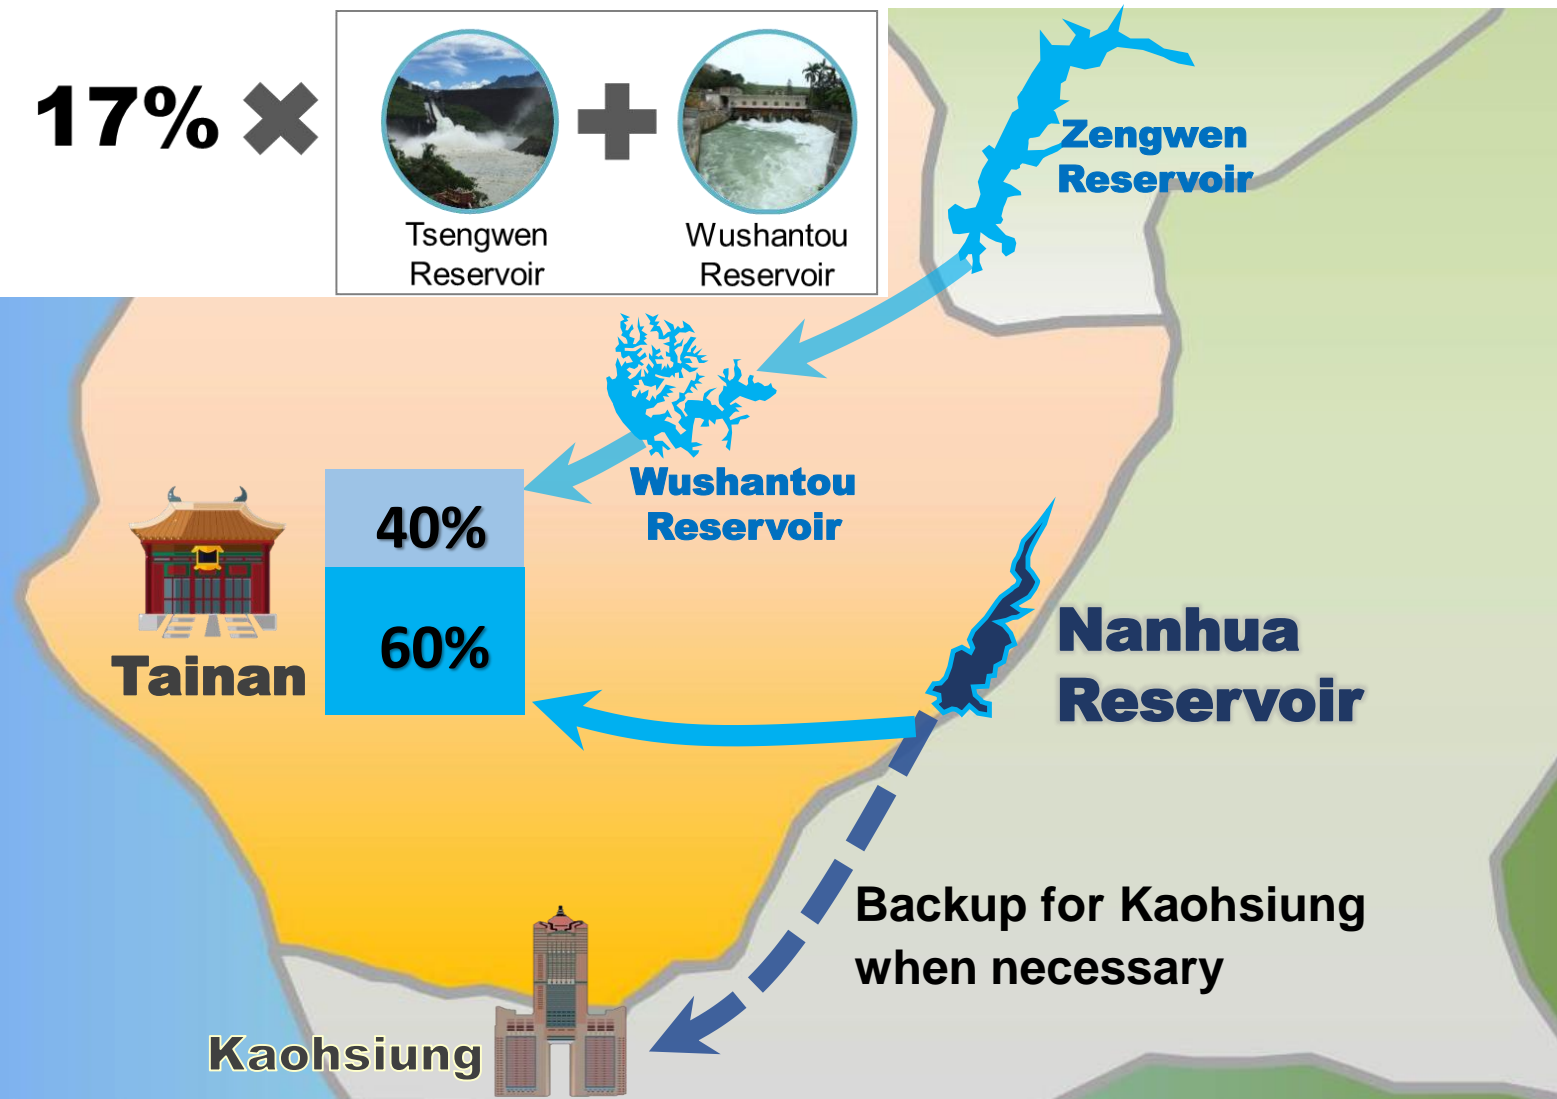 17%
Tsengwen
Reservoir
Wushantou
Reservoir
Zengwen
Reservoir
Wushantou
Reservoir
40%
60%
Tainan
Nanhua
Reservoir
Backup for Kaohsiung
when necessary
Kaohsiung